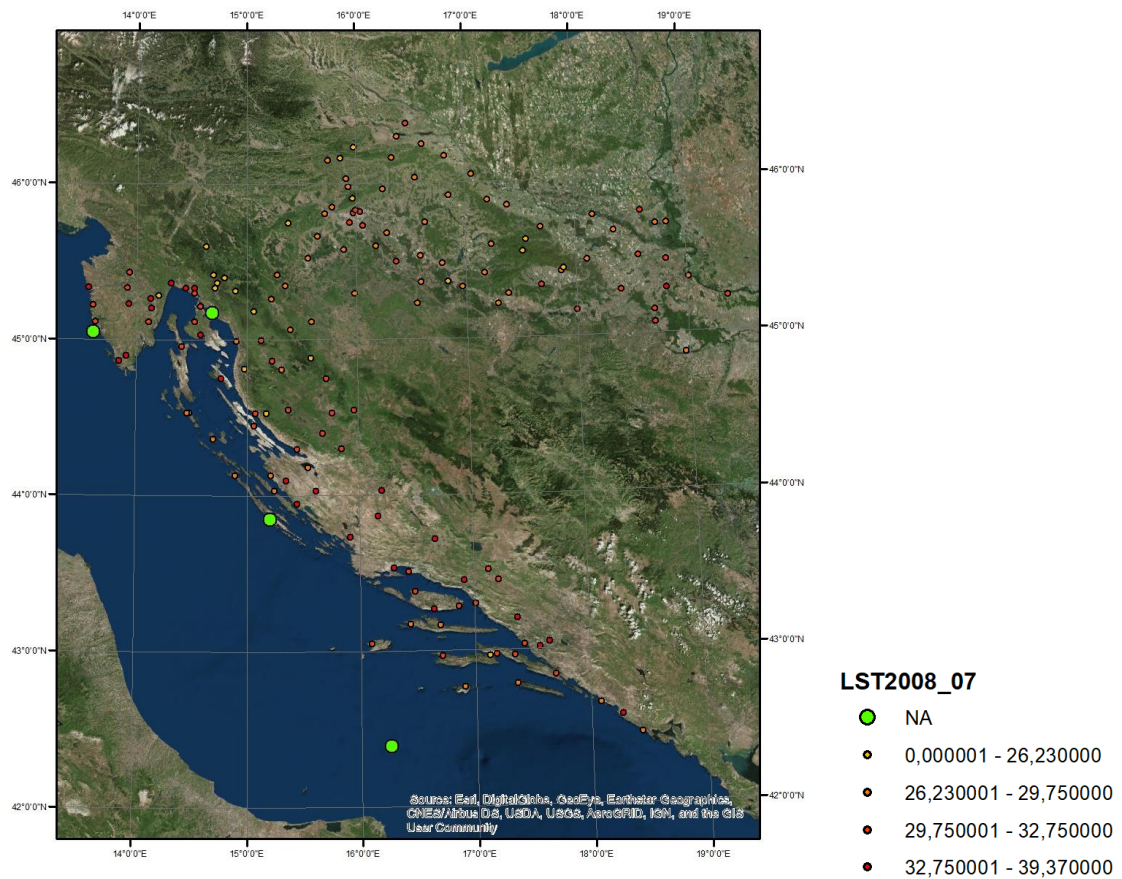 14°0'0"E 15°0'0"E 16°0'0"E 17°0'0"E 18°0'0"E 19°0'0"E
46°0'0"N 46°0'0"N
45°0'0"N 45°0'0"N
44°0'0"N 44°0'0"N
43°0'0"N 43°0'0"N
42°0'0"N 42°0'0"N
Source: Esri, DigitalGlobe, GeoEye, Earthstar Geographics,
CNES/Airbus DS, USDA, USGS, AeroGRID, IGN, and the GIS
User Community
14°0'0"E 15°0'0"E 16°0'0"E 17°0'0"E 18°0'0"E 19°0'0"E
LST2008_07
NA
0,000001 - 26,230000
26,230001 - 29,750000
29,750001 - 32,750000
32,750001 - 39,370000